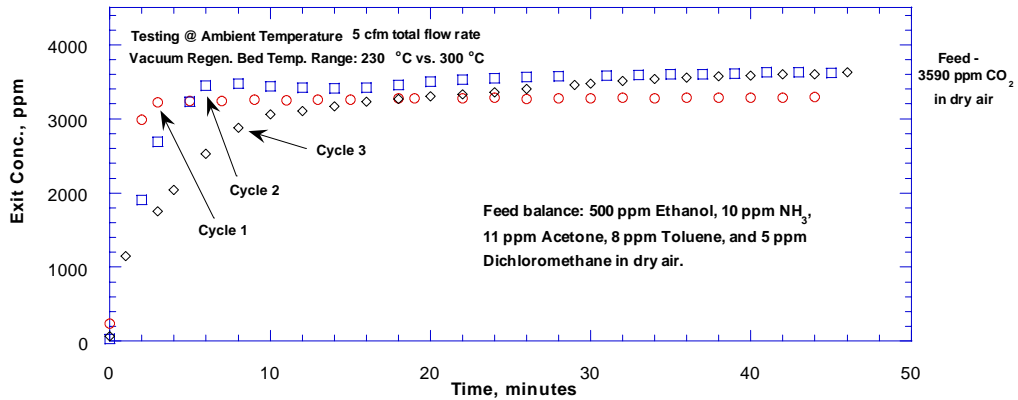 Testing @ Ambient Temperature 5 cfm total flow rate
Vacuum Regen. Bed Temp. Range: 230 °C vs. 300 °C
Feed -
3590 ppm CO2
in dry air
Exit Conc., ppm
4000
3000
2000
1000
0
Cycle 3
Cycle 2
Cycle 1
Feed balance: 500 ppm Ethanol, 10 ppm NH3,
11 ppm Acetone, 8 ppm Toluene, and 5 ppm
Dichloromethane in dry air.
0 10 20 30 40 50
Time, minutes